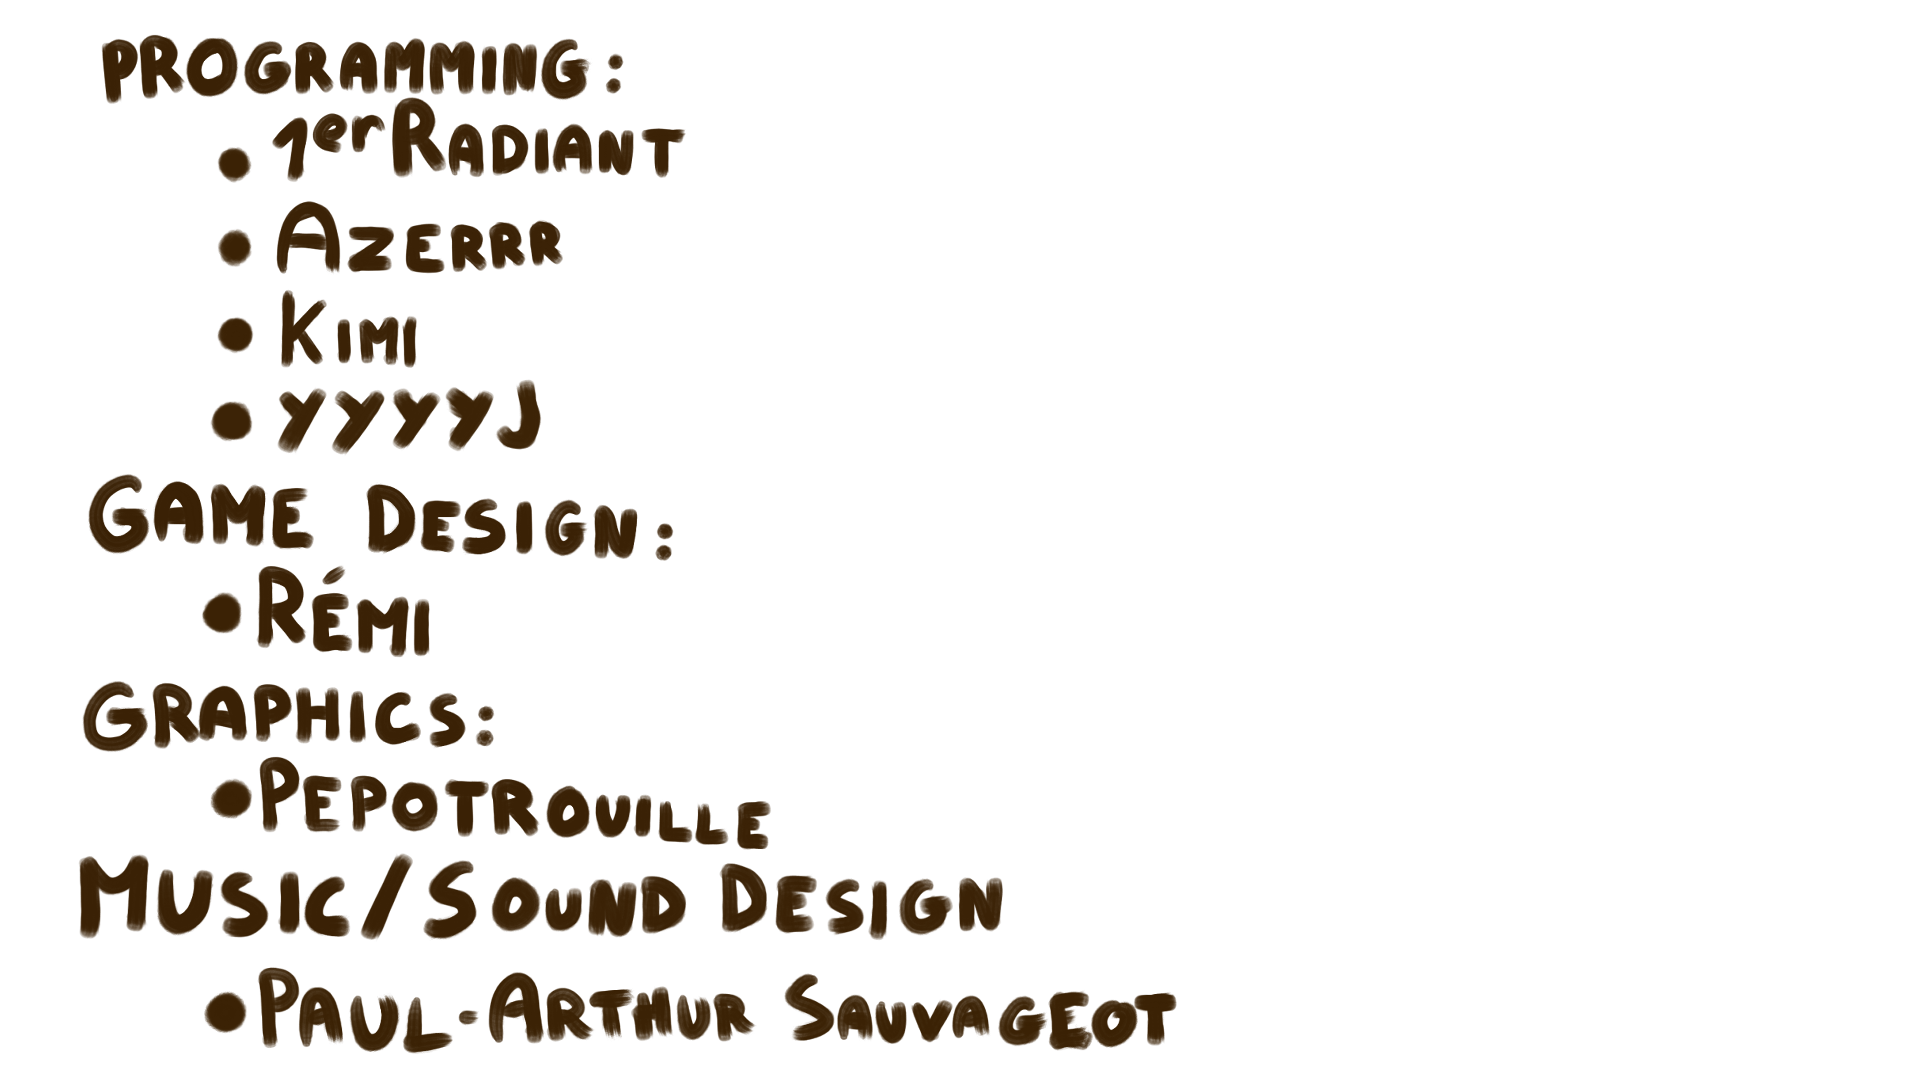 PROGRAMMING:
• 1er RADIANT
• AZERRR
• KIMI
• YYYYJ
GAME DESIGN:
• RÉMI
GRAPHICS:
• PEPOTROUILLE
MUSIC/SOUND DESIGN
• PAUL-ARTHUR SAUVAGEOT